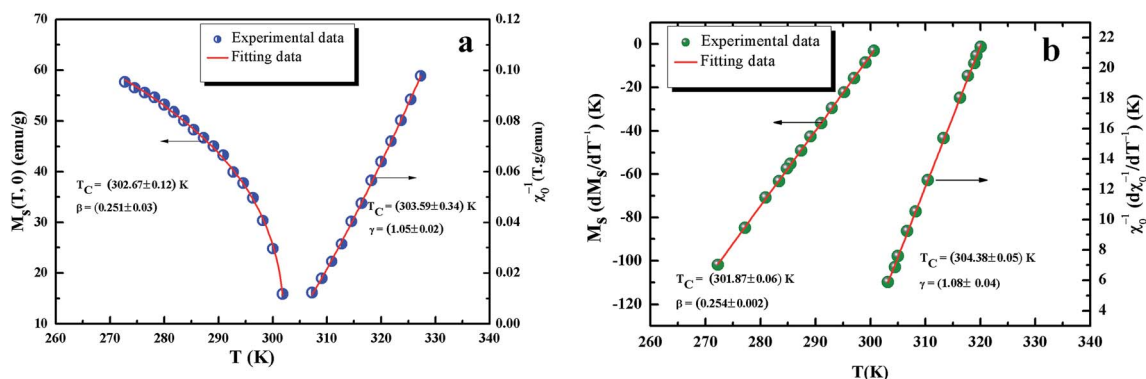 a
Experimental data
Fitting data
M_S(T, 0) (emu/g)
60
50
40
30
20
10
T_C = (302.67±0.12) K
β = (0.251±0.03)
T_C = (303.59±0.34) K
γ = (1.05±0.02)
0.12
0.10
0.08
0.06
0.04
0.02
0.00
χ_0^{-1} (T.g/emu)
260 270 280 290 300 310 320 330 340
T (K)
b
Experimental data
Fitting data
M_S (dM_S/dT^{-1}) (K)
0
-20
-40
-60
-80
-100
-120
T_C = (301.87±0.06) K
β = (0.254±0.002)
T_C = (304.38±0.05) K
γ = (1.08± 0.04)
22
20
18
16
14
12
10
8
6
4
χ_0^{-1} (dχ_0^{-1}/dT^{-1}) (K)
260 270 280 290 300 310 320 330 340
T(K)